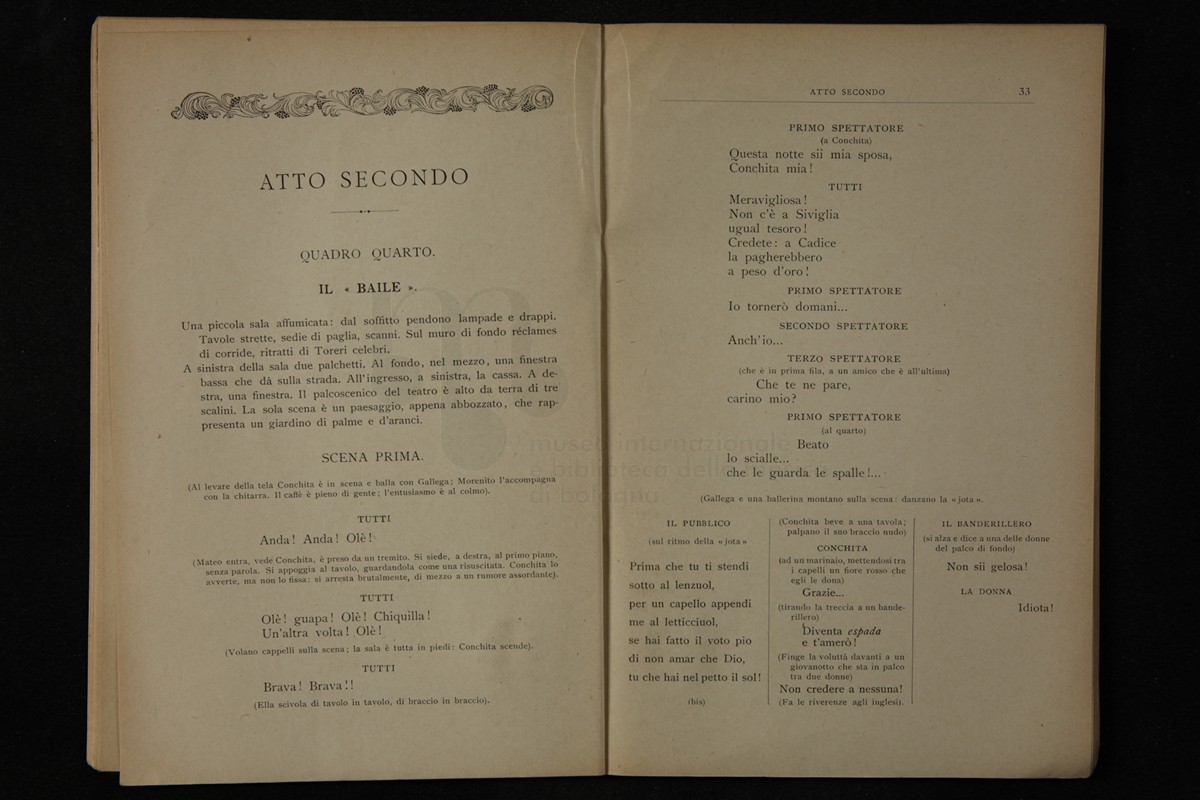 ATTO SECONDO
QUADRO QUARTO.
IL « BAILE ».
Una piccola sala affumicata: dal soffitto pendono lampade e drappi.
Tavole strette, sedie di paglia, scanni. Sul muro di fondo réclames
di corride, ritratti di Toreri celebri.
A sinistra della sala due palchetti. Al fondo, nel mezzo, una finestra
bassa che dà sulla strada. All'ingresso, a sinistra, la cassa. A de-
stra, una finestra. Il palcoscenico del teatro è alto da terra di tre
scalini. La sola scena è un paesaggio, appena abbozzato, che rap-
presenta un giardino di palme e d'aranci.
SCENA PRIMA.
(Al levare della tela Conchita è in scena e balla con Gallega; Morenito l'accompagna
con la chitarra. Il caffè è pieno di gente; l'entusiasmo è al colmo).
TUTTI
Anda! Anda! Olè!
(Mateo entra, vede Conchita, è preso da un tremito. Si siede, a destra, al primo piano,
senza parola. Si appoggia al tavolo, guardandola come una risuscitata. Conchita lo
avverte, ma non lo fissa: si arresta brutalmente, di mezzo a un rumore assordante).
TUTTI
Olè! guapa! Olè! Chiquilla!
Un'altra volta! Olè!
(Volano cappelli sulla scena; la sala è tutta in piedi: Conchita scende).
TUTTI
Brava! Brava!!
(Ella scivola di tavolo in tavolo, di braccio in braccio).
ATTO SECONDO 33
PRIMO SPETTATORE
(a Conchita)
Questa notte sii mia sposa,
Conchita mia!
TUTTI
Meravigliosa!
Non c'è a Siviglia
ugual tesoro!
Credete: a Cadice
la pagherebbero
a peso d'oro!
PRIMO SPETTATORE
Io tornerò domani...
SECONDO SPETTATORE
Anch'io...
TERZO SPETTATORE
(che è in prima fila, a un amico che è all'ultima)
Che te ne pare,
carino mio?
PRIMO SPETTATORE
(al quarto)
Beato
lo scialle...
che le guarda le spalle!...
(Gallega e una ballerina montano sulla scena: danzano la «jota».
IL PUBBLICO
(sul ritmo della «jota»
Prima che tu ti stendi
sotto al lenzuol,
per un capello appendi
me al letticciuol,
se hai fatto il voto pio
di non amar che Dio,
tu che hai nel petto il sol!
(bis)
(Conchita beve a una tavola;
palpano il suo braccio nudo)
CONCHITA
(ad un marinaio, mettendosi tra
i capelli un fiore rosso che
egli le dona)
Grazie...
(tirando la treccia a un bande-
rillero)
Diventa espada
e t'amerò!
(Finge la voluttà davanti a un
giovanotto che sta in palco
tra due donne)
Non credere a nessuna!
(Fa le riverenze agli inglesi).
IL BANDERILLERO
(si alza e dice a una delle donne
del palco di fondo)
Non sii gelosa!
LA DONNA
Idiota!
museo internazionale
e biblioteca della
di bologna